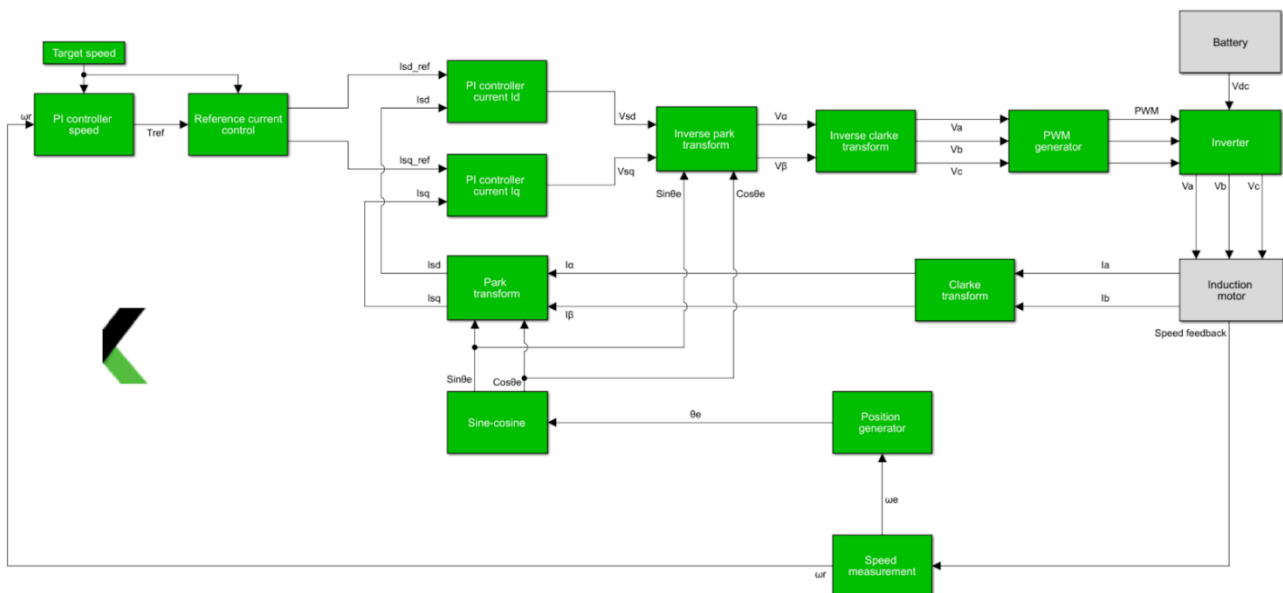 Target speed
Battery
Vdc
ωr
PI controller
speed
Tref
Reference current
control
Isd_ref
Isd
PI controller
current Id
Vsd
Isq_ref
Isq
PI controller
current Iq
Vsq
Inverse park
transform
Vα
Vβ
Sinθe
Cosθe
Inverse clarke
transform
Va
Vb
Vc
PWM
generator
PWM
Inverter
Va
Vb
Vc
Isd
Isq
Park
transform
Iα
Iβ
Clarke
transform
Ia
Ib
Induction
motor
Speed feedback
Sinθe
Cosθe
Sine-cosine
θe
Position
generator
ωe
ωr
Speed
measurement